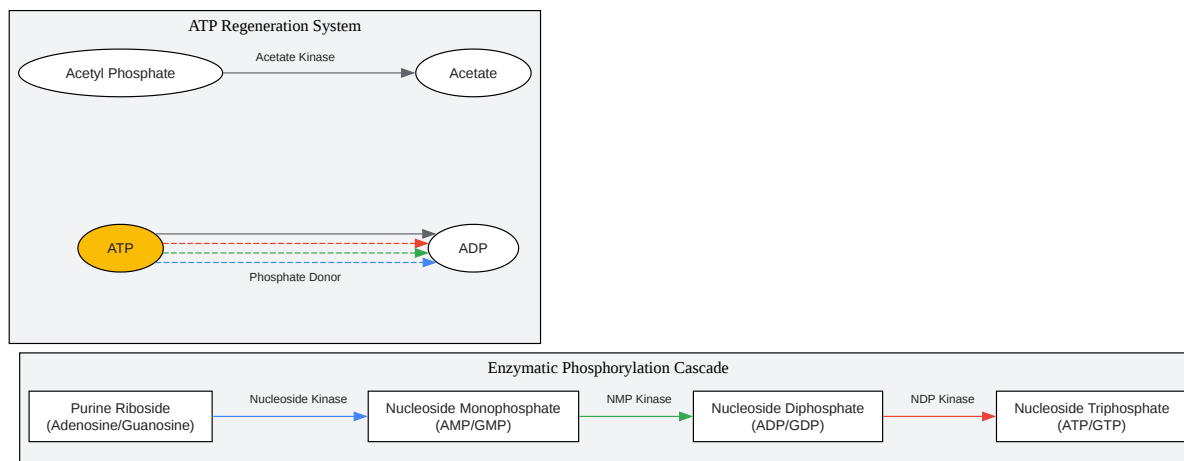 ATP Regeneration System
Acetate Kinase
Acetyl Phosphate
Acetate
ATP
ADP
Phosphate Donor
Enzymatic Phosphorylation Cascade
Nucleoside Kinase
NMP Kinase
NDP Kinase
Purine Riboside
(Adenosine/Guanosine)
Nucleoside Monophosphate
(AMP/GMP)
Nucleoside Diphosphate
(ADP/GDP)
Nucleoside Triphosphate
(ATP/GTP)